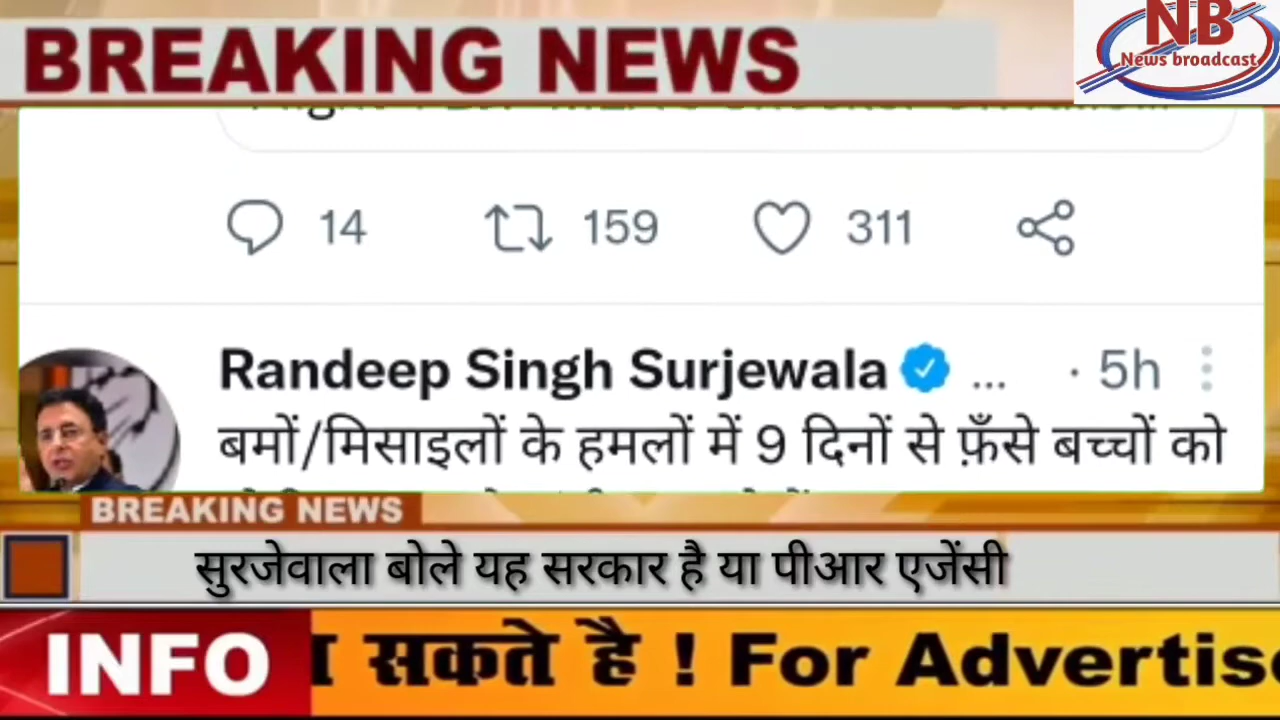 BREAKING NEWS
NB
News broadcast
14 159 311
Randeep Singh Surjewala ... · 5h
बमों/मिसाइलों के हमलों में 9 दिनों से फ़ँसे बच्चों को
BREAKING NEWS
सुरजेवाला बोले यह सरकार है या पीआर एजेंसी
INFO
सकते है ! For Advertise